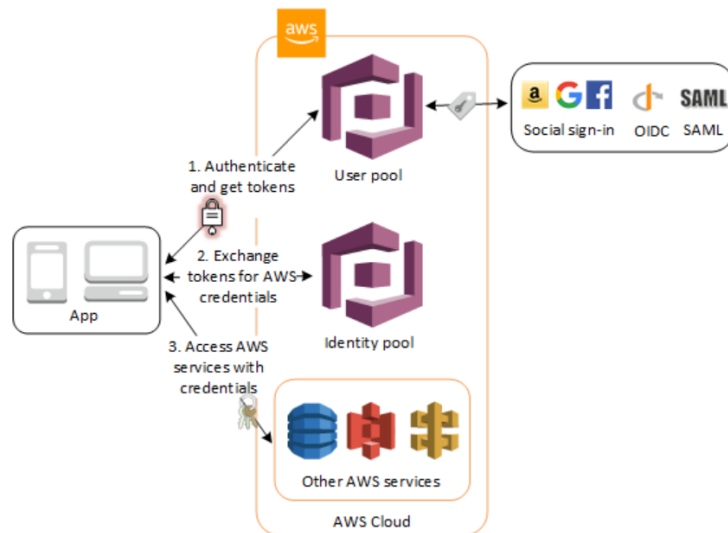 aws
User pool
a
G
f
SAML
Social sign-in
OIDC
SAML
1. Authenticate
and get tokens
App
2. Exchange
tokens for AWS
credentials
Identity pool
3. Access AWS
services with
credentials
Other AWS services
AWS Cloud